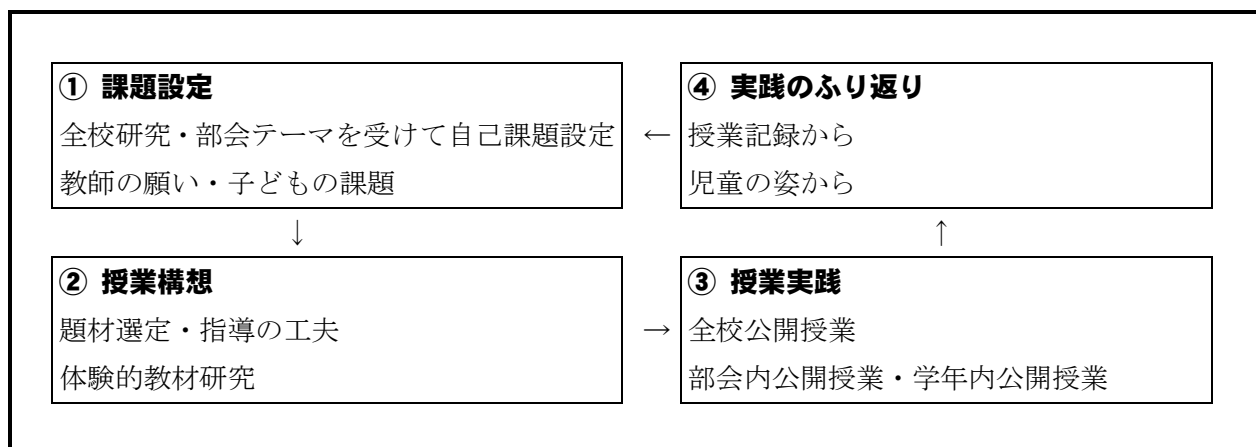 ① 課題設定
全校研究・部会テーマを受けて自己課題設定
教師の願い・子どもの課題
↓
② 授業構想
題材選定・指導の工夫
体験的教材研究
→
③ 授業実践
全校公開授業
部会内公開授業・学年内公開授業
↑
④ 実践のふり返り
授業記録から
児童の姿から
←